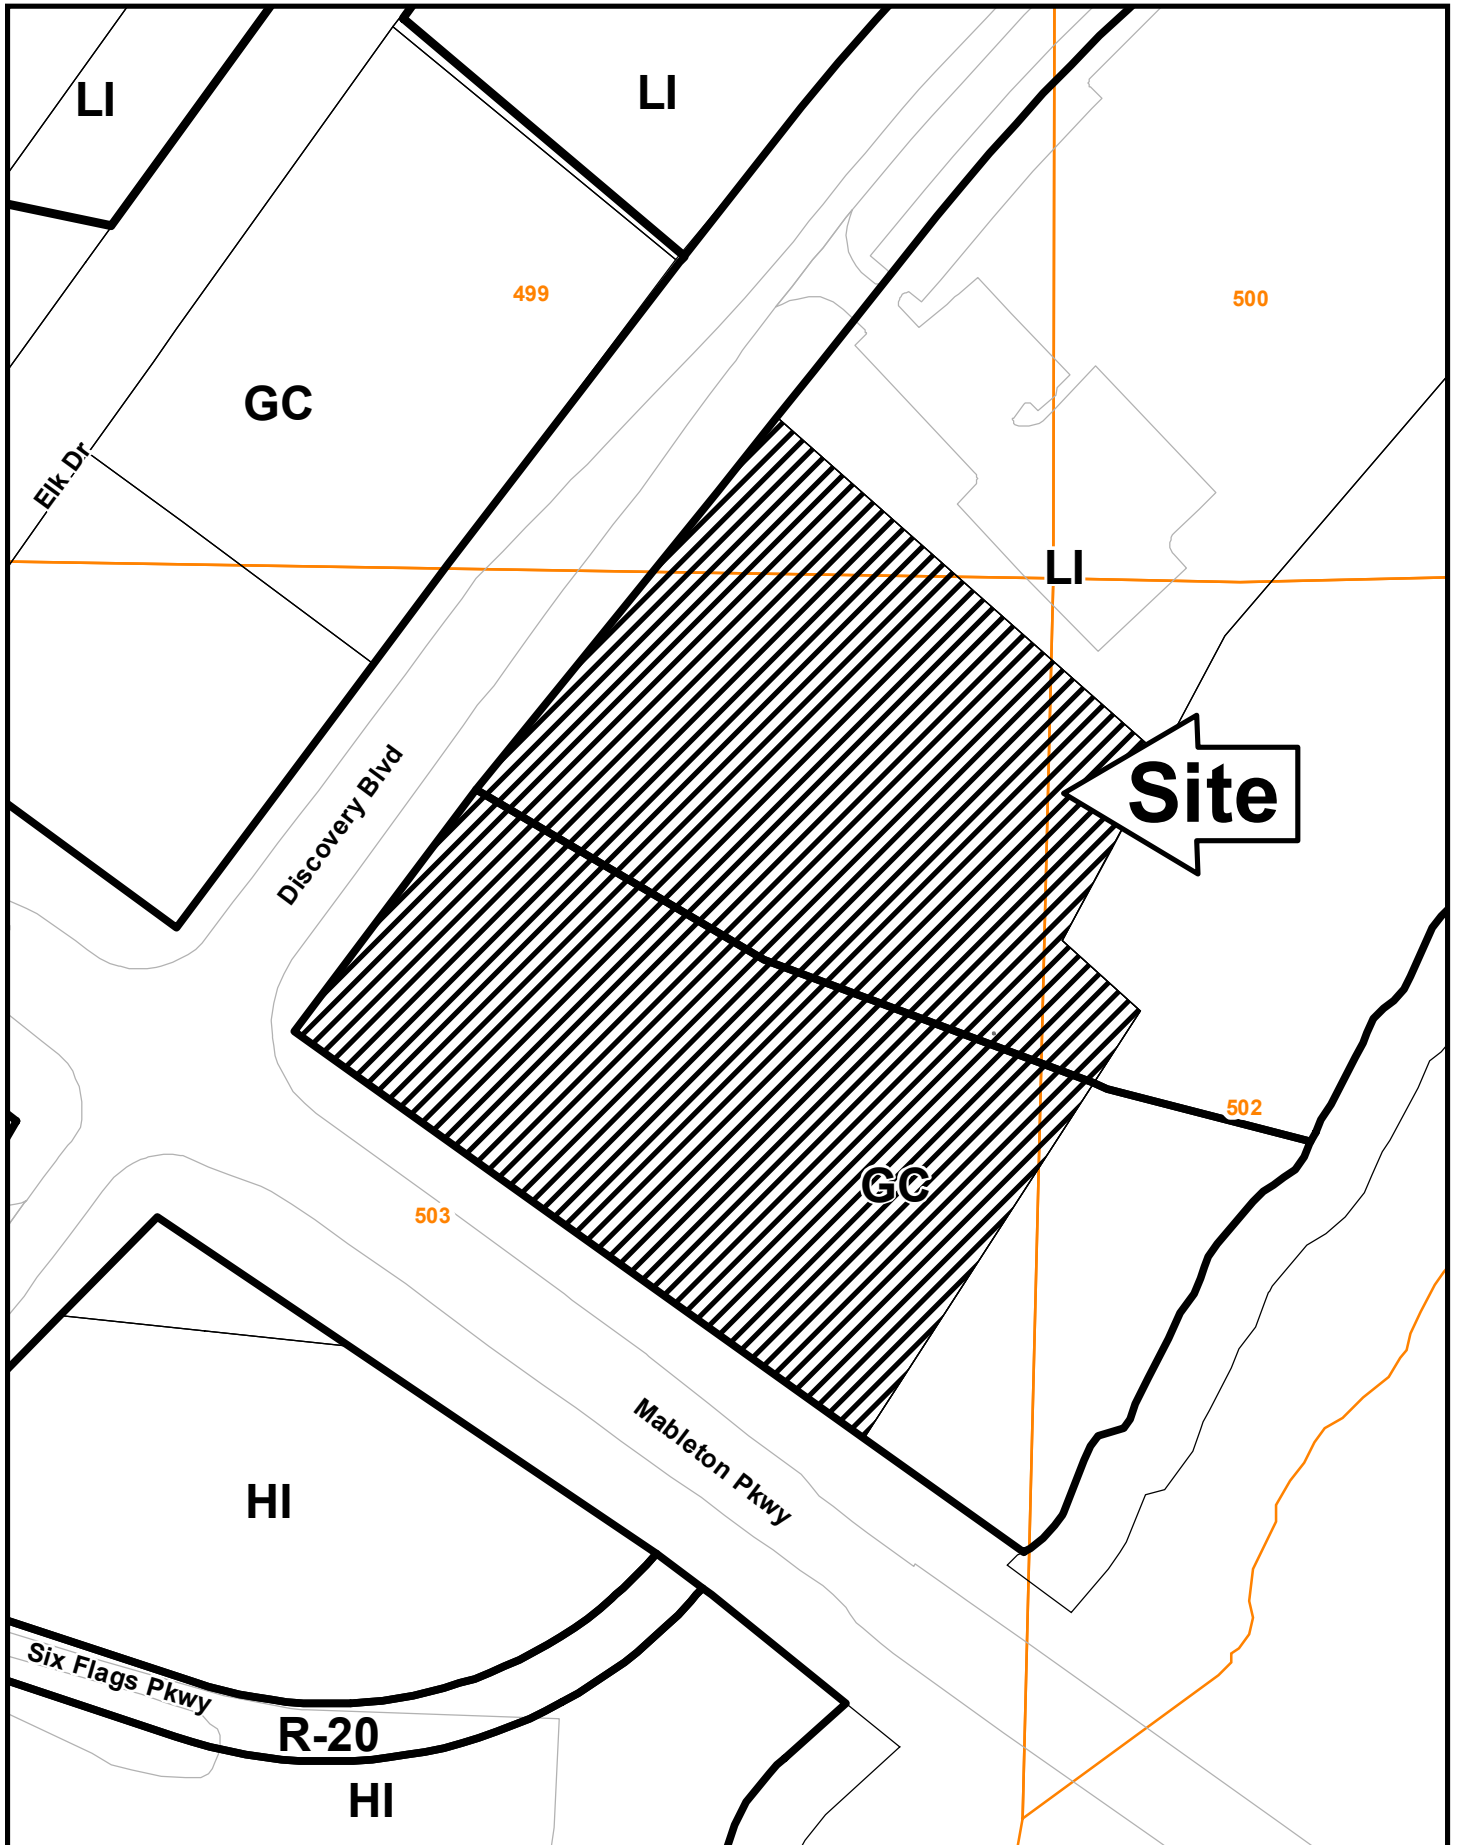 LI
LI
499
500
GC
Elk Dr
LI
Site
Discovery Blvd
502
GC
503
Mableton Pkwy
HI
Six Flags Pkwy
R-20
HI